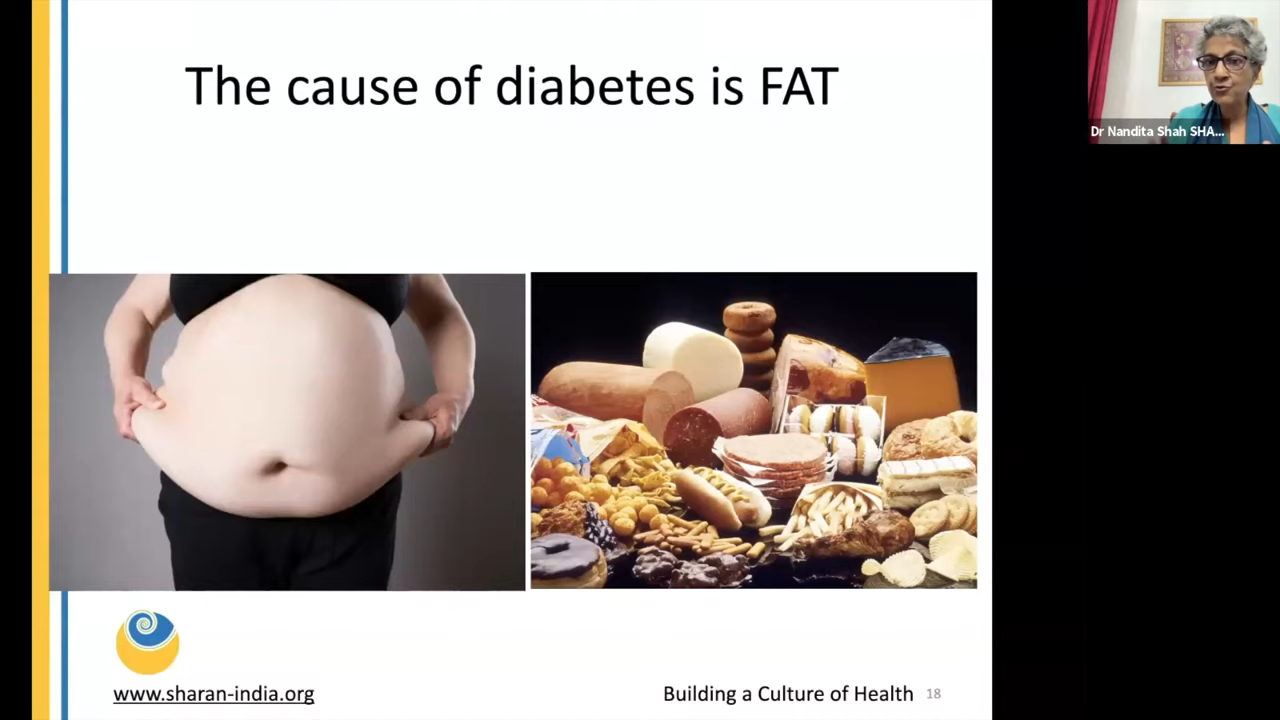 The cause of diabetes is FAT
Dr Nandita Shah SHA...
www.sharan-india.org
Building a Culture of Health 18